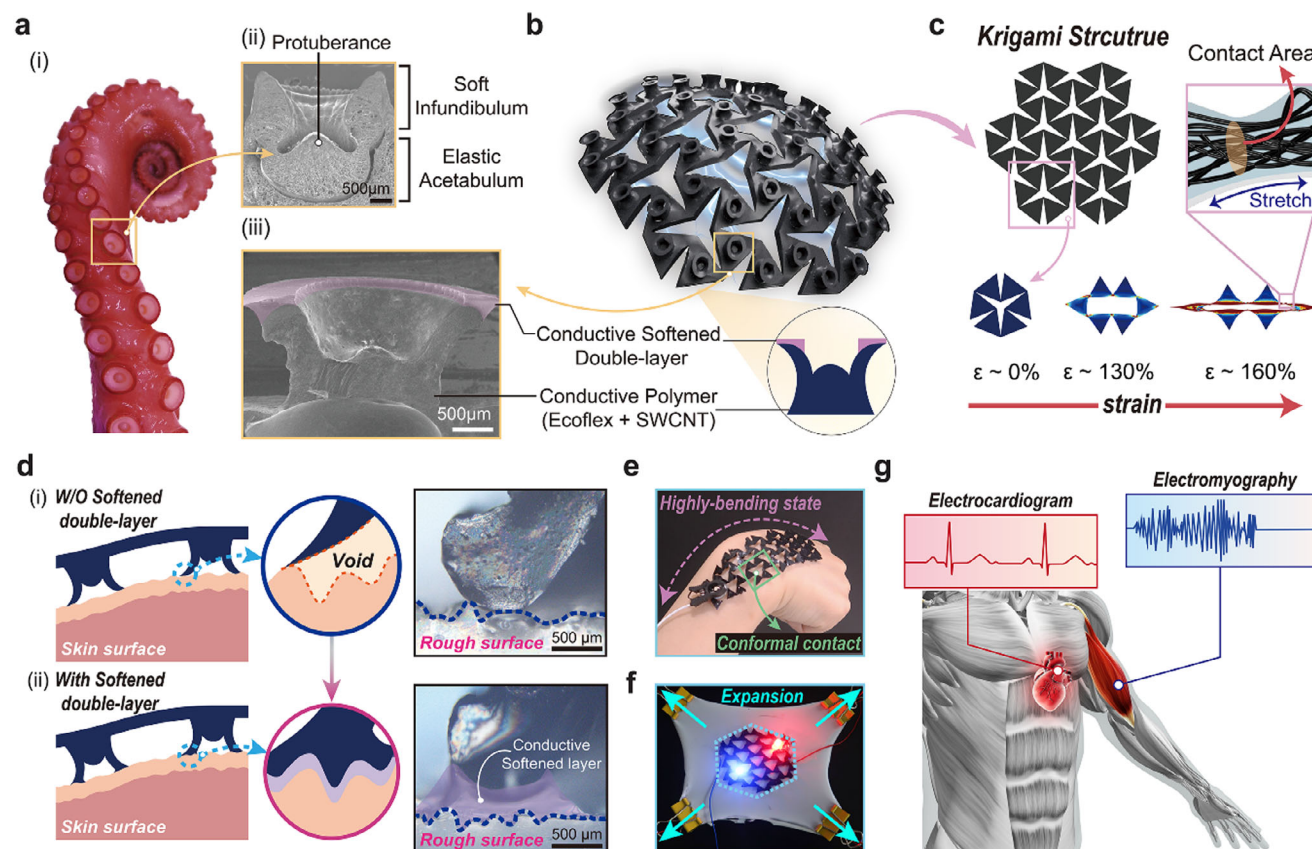 a
(i)
(ii)
Protuberance
Soft
Infundibulum
Elastic
Acetabulum
500μm
(iii)
500μm
b
Conductive Softened
Double-layer
Conductive Polymer
(Ecoflex + SWCNT)
c
Krigami Strcutrue
Contact Area
Stretch
ε ~ 0%
ε ~ 130%
ε ~ 160%
strain
d
(i) W/O Softened
double-layer
Void
Skin surface
Rough surface
500 μm
(ii) With Softened
double-layer
Skin surface
Conductive
Softened layer
Rough surface
500 μm
e
Highly-bending state
Conformal contact
f
Expansion
g
Electrocardiogram
Electromyography